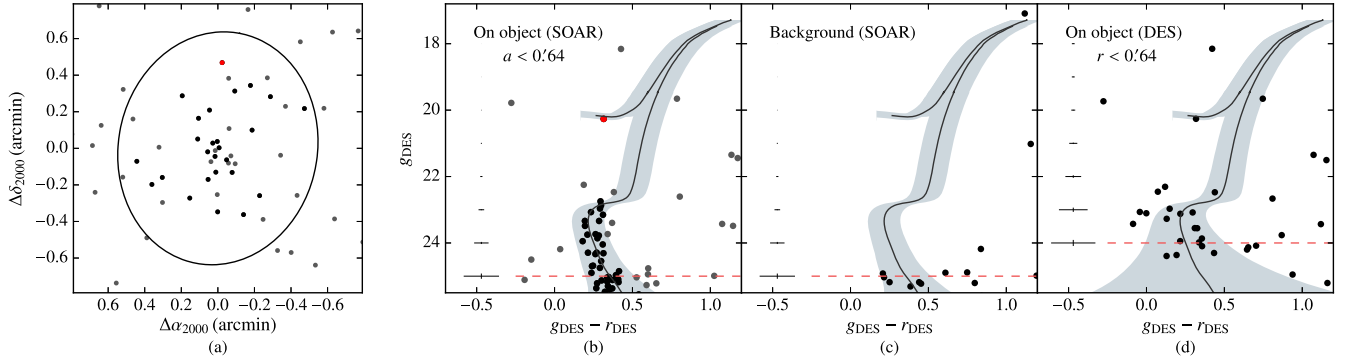 On object (SOAR)
a < 0.′64
Background (SOAR)
On object (DES)
r < 0.′64
0.6
0.4
0.2
0.0
−0.2
−0.4
−0.6
Δδ2000 (arcmin)
0.6 0.4 0.2 0.0 −0.2 −0.4 −0.6
Δα2000 (arcmin)
(a)
18
20
22
24
gDES
−0.5 0.0 0.5 1.0
gDES − rDES
(b)
−0.5 0.0 0.5 1.0
gDES − rDES
(c)
−0.5 0.0 0.5 1.0
gDES − rDES
(d)